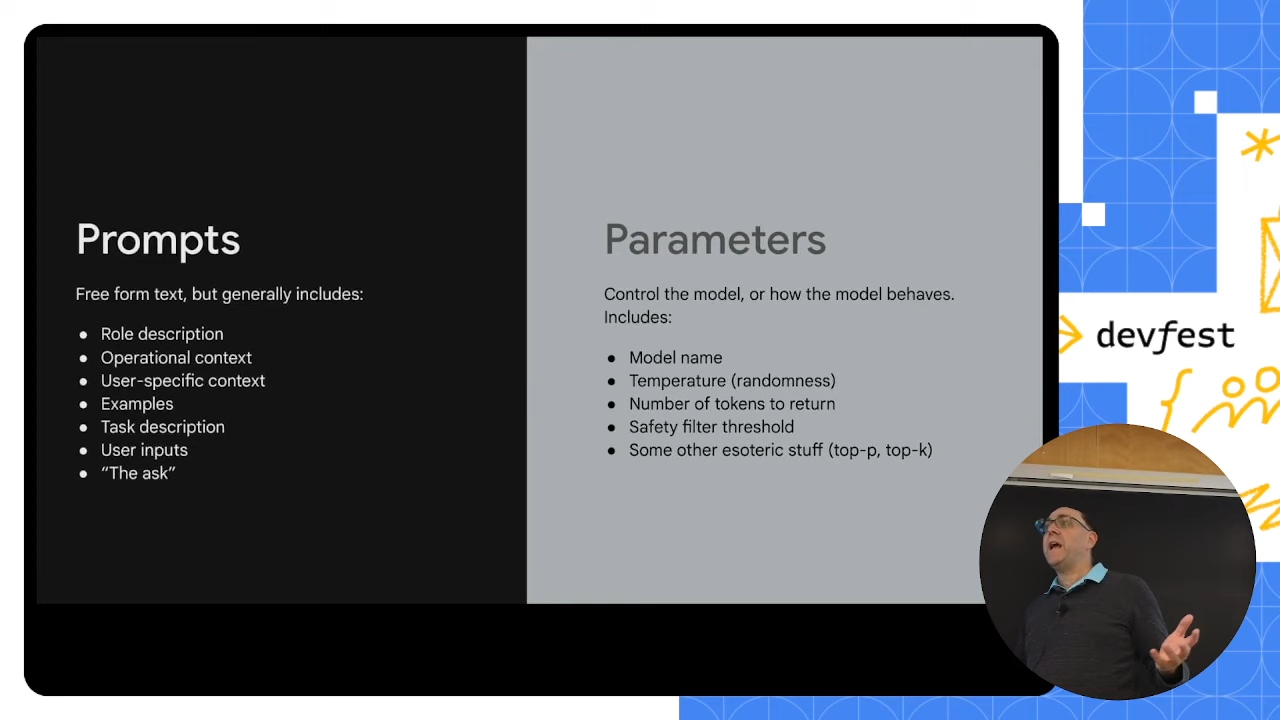 Prompts
Free form text, but generally includes:
● Role description
● Operational context
● User-specific context
● Examples
● Task description
● User inputs
● “The ask”
Parameters
Control the model, or how the model behaves.
Includes:
● Model name
● Temperature (randomness)
● Number of tokens to return
● Safety filter threshold
● Some other esoteric stuff (top-p, top-k)
devfest